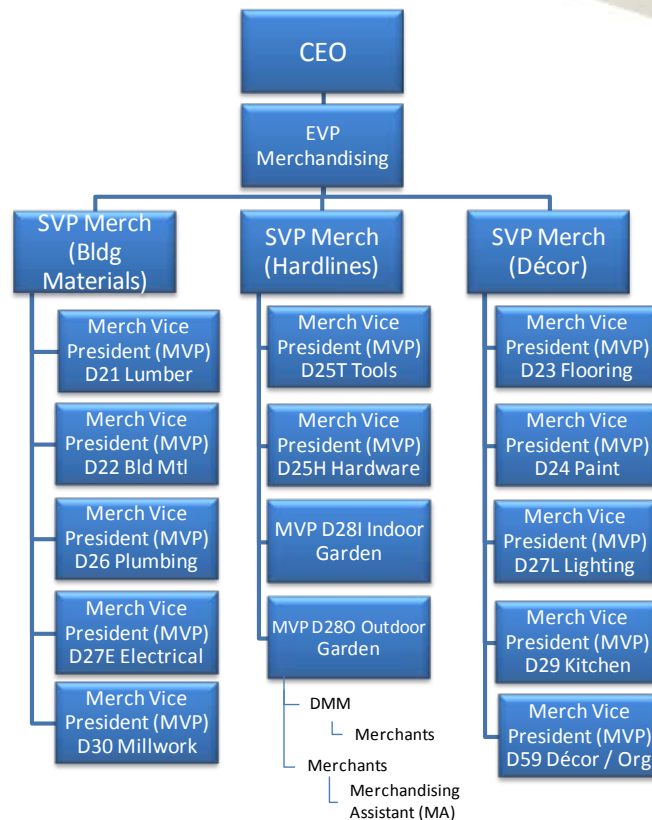 CEO
EVP
Merchandising
SVP Merch
(Bldg
Materials)
SVP Merch
(Hardlines)
SVP Merch
(Décor)
Merch Vice
President (MVP)
D21 Lumber
Merch Vice
President (MVP)
D22 Bld Mtl
Merch Vice
President (MVP)
D26 Plumbing
Merch Vice
President (MVP)
D27E Electrical
Merch Vice
President (MVP)
D30 Millwork
Merch Vice
President (MVP)
D25T Tools
Merch Vice
President (MVP)
D25H Hardware
MVP D28I Indoor
Garden
MVP D28O Outdoor
Garden
DMM
Merchants
Merchants
Merchandising
Assistant (MA)
Merch Vice
President (MVP)
D23 Flooring
Merch Vice
President (MVP)
D24 Paint
Merch Vice
President (MVP)
D27L Lighting
Merch Vice
President (MVP)
D29 Kitchen
Merch Vice
President (MVP)
D59 Décor / Org